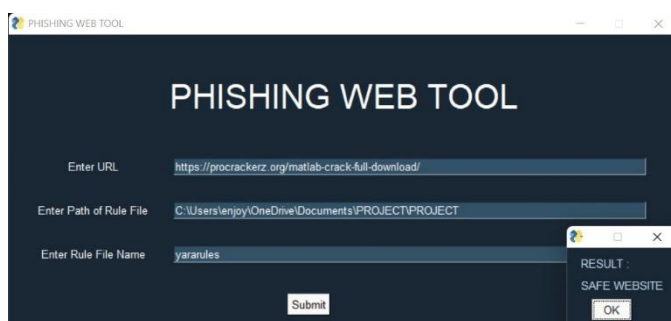 PHISHING WEB TOOL
PHISHING WEB TOOL
Enter URL
https://procrackerz.org/matlab-crack-full-download/
Enter Path of Rule File
C:\Users\enjoy\OneDrive\Documents\PROJECT\PROJECT
Enter Rule File Name
yararules
Submit
RESULT :
SAFE WEBSITE
OK